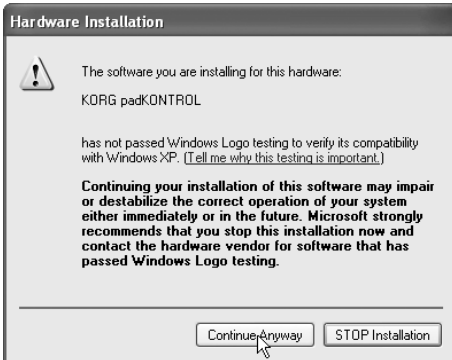 Hardware Installation
The software you are installing for this hardware:
KORG padKONTROL
has not passed Windows Logo testing to verify its compatibility
with Windows XP. (Tell me why this testing is important.)
Continuing your installation of this software may impair
or destabilize the correct operation of your system
either immediately or in the future. Microsoft strongly
recommends that you stop this installation now and
contact the hardware vendor for software that has
passed Windows Logo testing.
Continue Anyway STOP Installation